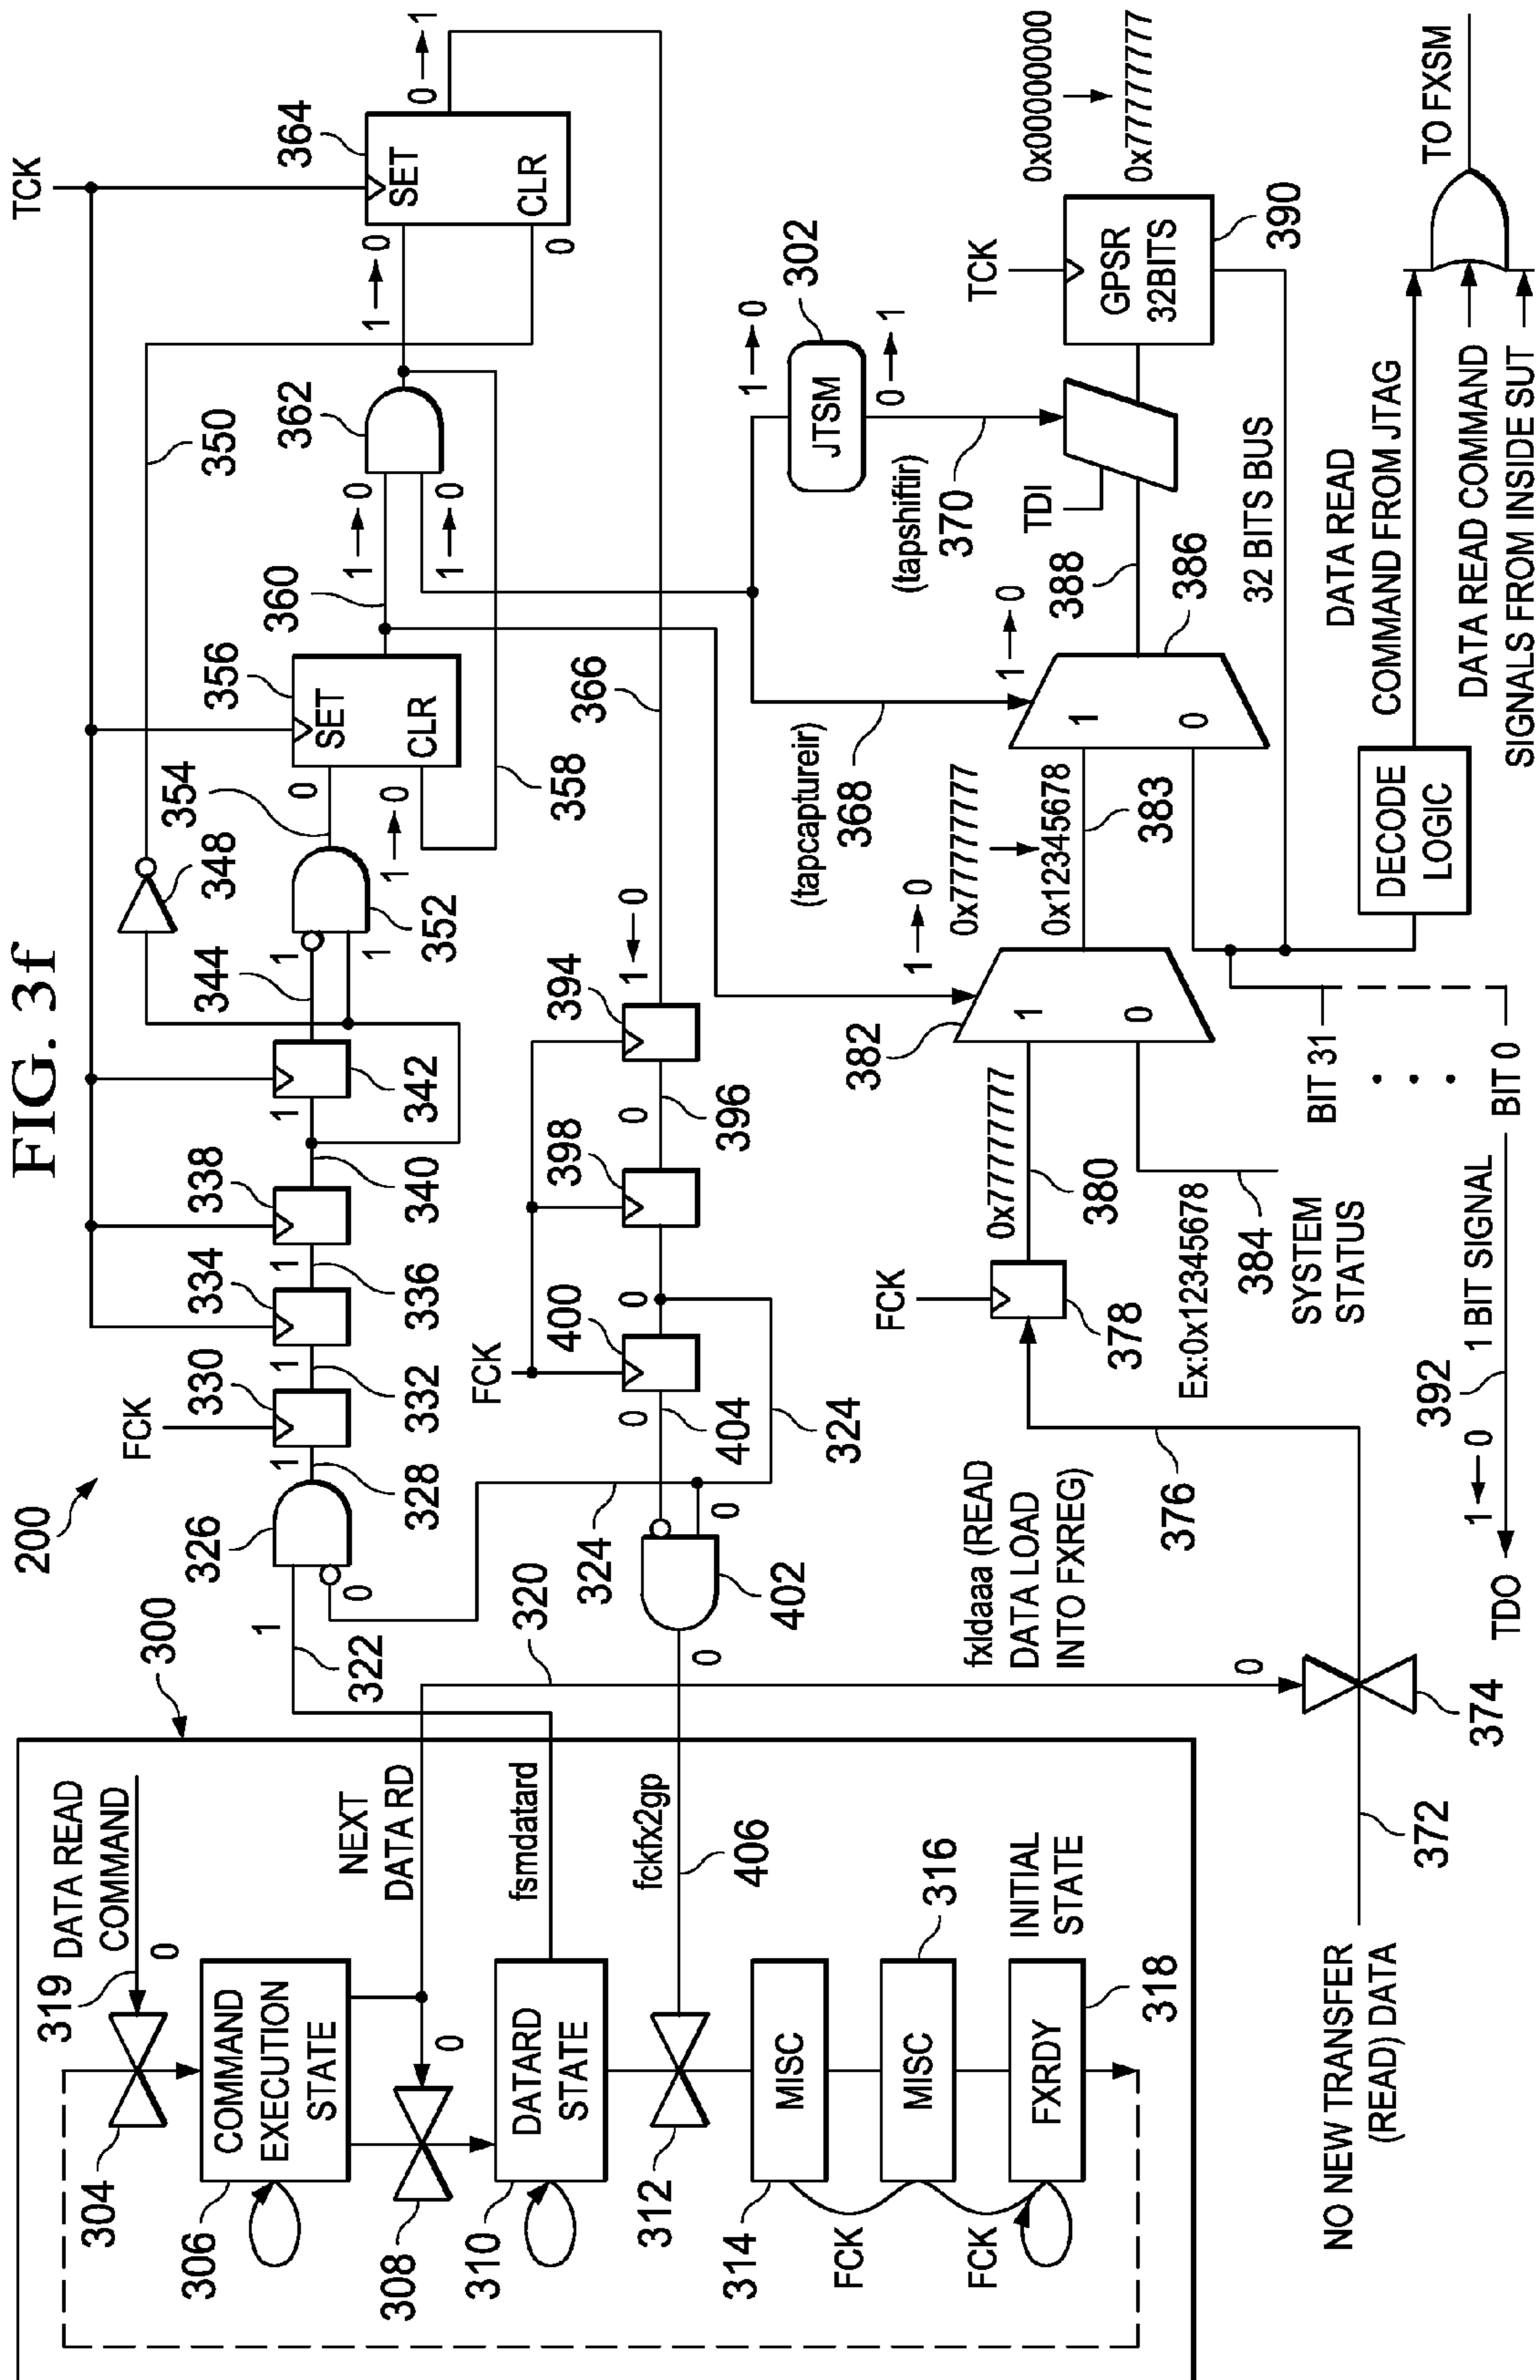 FIG. 3f
200
300
319
DATA READ
COMMAND
0
304
COMMAND
EXECUTION
STATE
306
NEXT
DATA RD
0
308
DATARD
STATE
310
fsmdatard
fckfx2gp
406
312
MISC
314
MISC
316
FCK
FCK
FXRDY
318
INITIAL
STATE
320
322
1
0
326
328
1
FCK
330
332
1
334
336
1
338
340
1
342
344
1
1
348
350
352
354
0
1→0
356
SET
CLR
358
360
1→0
1→0
362
1→0
0
364
SET
CLR
TCK
0→1
366
1→0
394
396
0
398
0
400
FCK
0
404
324
324
0
402
0
1→0
JTSM
302
0→1
(tapshiftir)
370
(tapcaptureir)
368
TCK
GPSR
32BITS
390
0x00000000
0x77777777
TDI
388
386
1→0
1
0
0x77777777
0x12345678
383
32 BITS BUS
382
1→0
1
0
0x77777777
380
FCK
378
Ex:0x12345678
384
SYSTEM
STATUS
fxldaaa (READ
DATA LOAD
INTO FXREG)
376
0
374
372
NO NEW TRANSFER
(READ) DATA
BIT 31
BIT 0
1 BIT SIGNAL
392
1→0
TDO
DECODE
LOGIC
DATA READ
COMMAND FROM JTAG
DATA READ COMMAND
SIGNALS FROM INSIDE SUT
TO FXSM